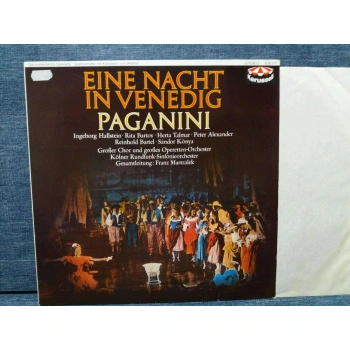 Karussell
EINE NACHT
IN VENEDIG
PAGANINI
Ingeborg Hallstein · Rita Bartos · Herta Talmar · Peter Alexander
Reinhold Bartel · Sándor Kónya
Großer Chor und großes Operetten-Orchester
Kölner Rundfunk-Sinfonieorchester
Gesamtleitung: Franz Marszalek